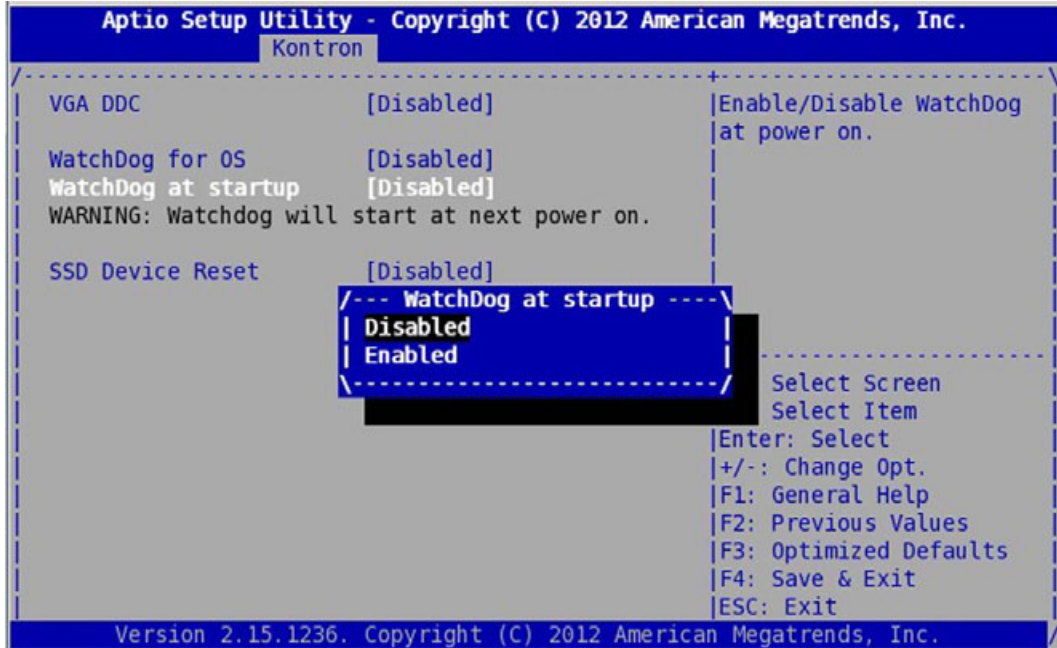 Aptio Setup Utility - Copyright (C) 2012 American Megatrends, Inc.
Kontron
VGA DDC [Disabled]
WatchDog for OS [Disabled]
WatchDog at startup [Disabled]
WARNING: Watchdog will start at next power on.
SSD Device Reset [Disabled]
WatchDog at startup
Disabled
Enabled
Enable/Disable WatchDog
at power on.
Select Screen
Select Item
Enter: Select
+/-: Change Opt.
F1: General Help
F2: Previous Values
F3: Optimized Defaults
F4: Save & Exit
ESC: Exit
Version 2.15.1236. Copyright (C) 2012 American Megatrends, Inc.